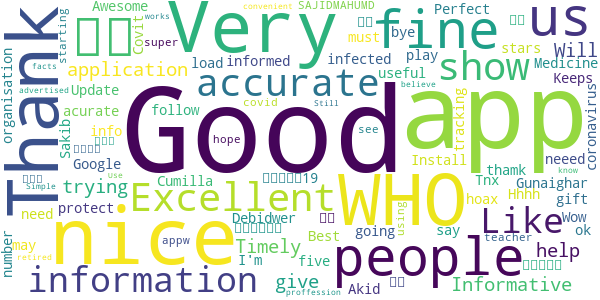 Awesome
SAJIDMAHUMD
Perfect
works
convenient
super
bye
must
stars
Very
fine
us
Thank
starting
covit
load
informed
infected
play
Will
show
Medicine
application
accurate
useful
Keeps
organisation
facts
Update
advertised
acurate
follow
covid
see
tracking
Still
believe
coronavirus
Good
app
info
Sakib
hope
Install
neeed
know
Google
19
thamk
use
trying
Cumilla
Tnx
Gunaighar
Simple
Excellent
WHO
hoax
Hhhh
gift
need
protect
Debidwer
using
Like
Wow
nice
Timely
Best
going
say
teacher
ok
number
may
I'm
people
help
appw
five
information
give
Akid
Informative
retired
proffession